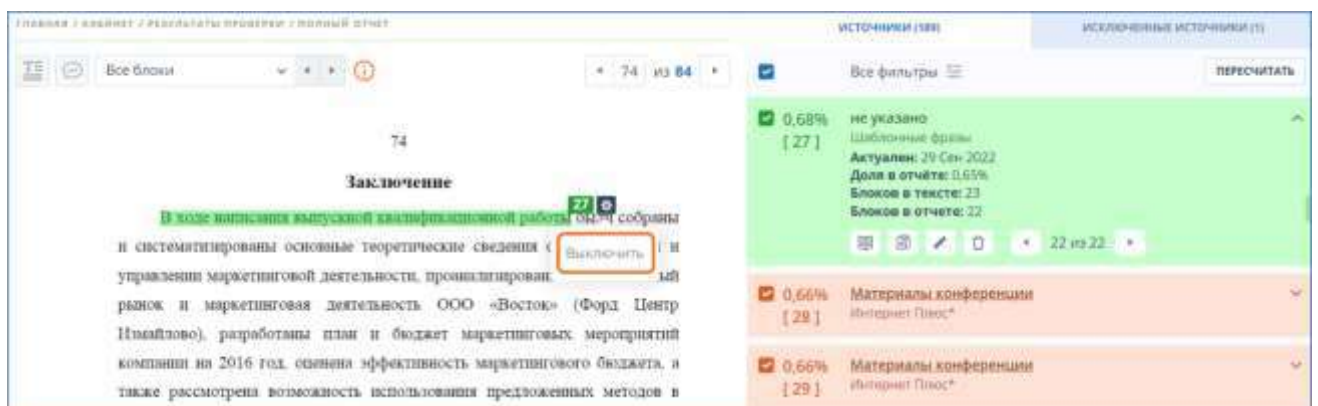 ГЛАВНАЯ / КАБИНЕТ / РЕЗУЛЬТАТЫ ПРОВЕРКИ / ПОЛНЫЙ ОТЧЕТ
ИСТОЧНИКИ (188)
ИСКЛЮЧЕННЫЕ ИСТОЧНИКИ (1)
Все блоки
74 из 84
Все фильтры
ПЕРЕСЧИТАТЬ
74
Заключение
В ходе написания выпускной квалификационной работы были собраны
и систематизированы основные теоретические сведения о и
управлении маркетинговой деятельности, проанализирован ый
рынок и маркетинговая деятельность ООО «Восток» (Форд Центр
Измайлово), разработаны план и бюджет маркетинговых мероприятий
компании на 2016 год, оценена эффективность маркетингового бюджета, а
также рассмотрена возможность использования предложенных методов в
27
Выключить
0,68%
[ 27 ]
не указано
Шаблонные фразы
Актуален: 29 Сен 2022
Доля в отчёте: 0,65%
Блоков в тексте: 23
Блоков в отчете: 22
22 из 22
0,66%
[ 28 ]
Материалы конференции
Интернет Плюс*
0,66%
[ 29 ]
Материалы конференции
Интернет Плюс*